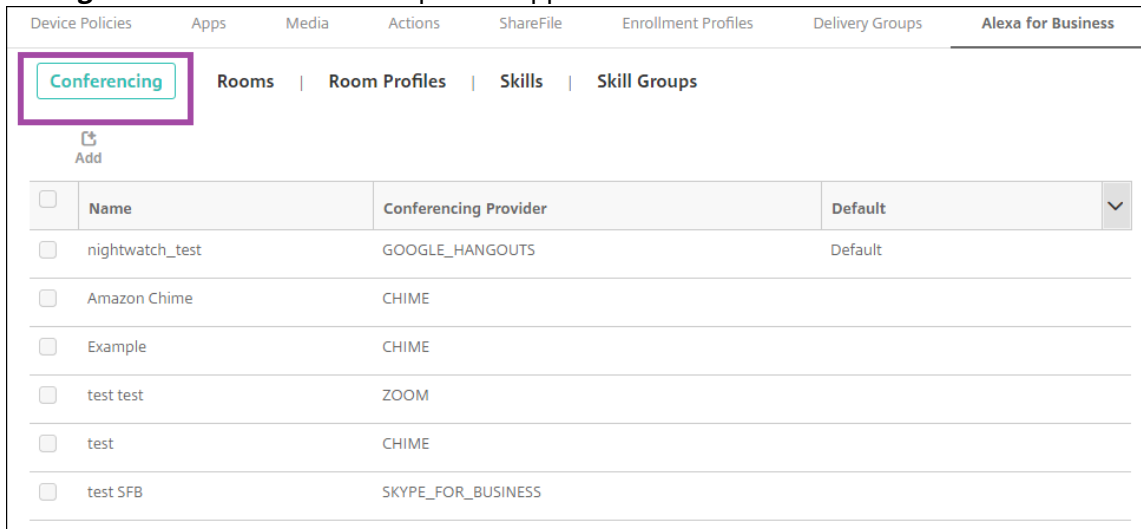 Device Policies Apps Media Actions ShareFile Enrollment Profiles Delivery Groups Alexa for Business
Conferencing Rooms | Room Profiles | Skills | Skill Groups
Add
Name Conferencing Provider Default
nightwatch_test GOOGLE_HANGOUTS Default
Amazon Chime CHIME
Example CHIME
test test ZOOM
test CHIME
test SFB SKYPE_FOR_BUSINESS